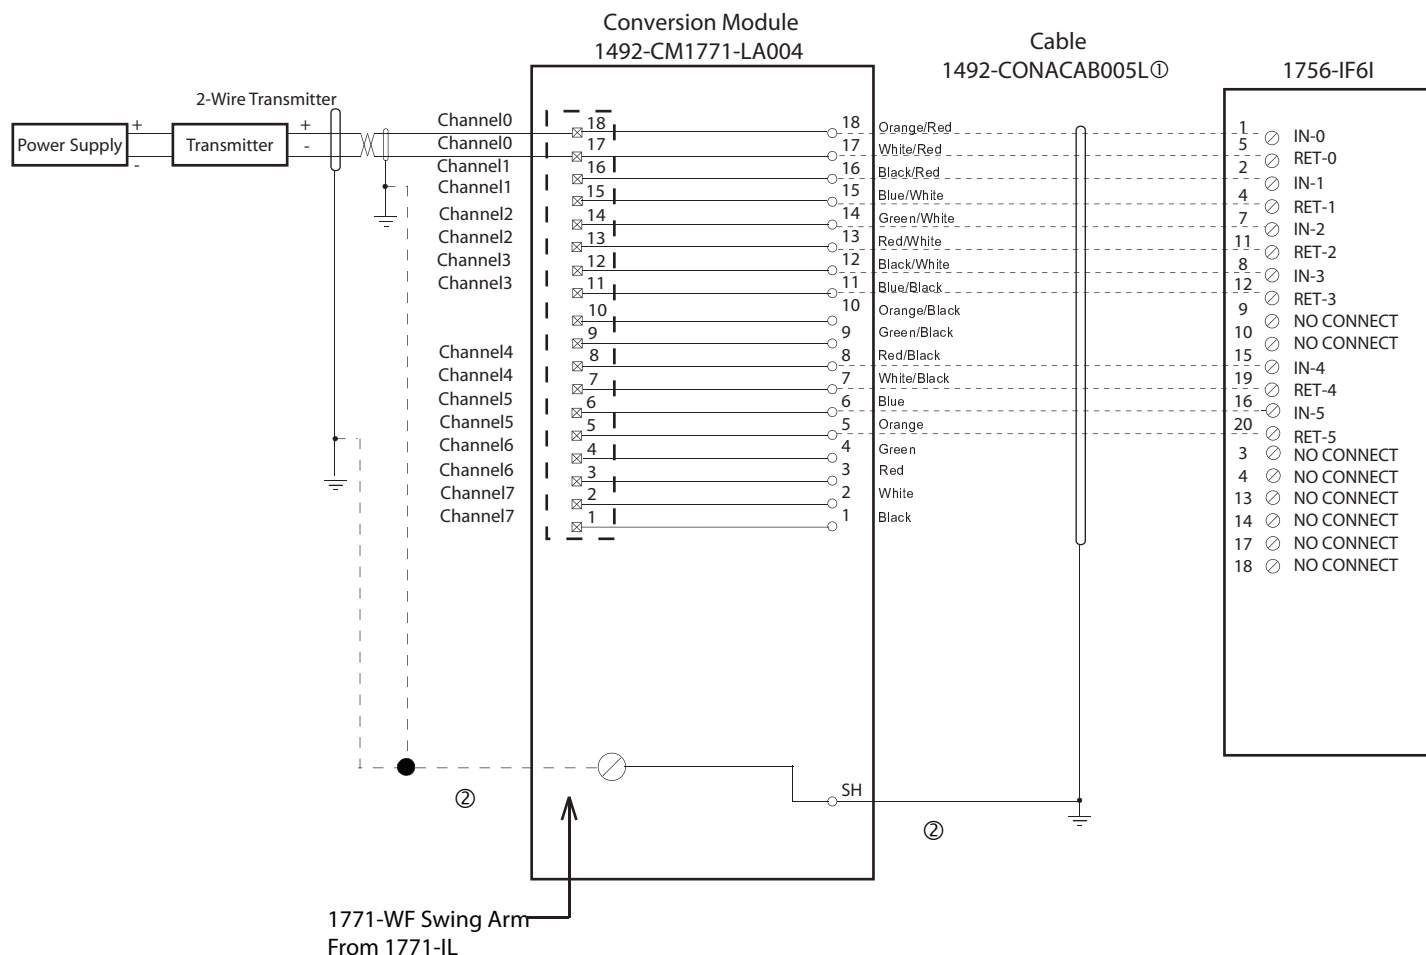 Conversion Module
1492-CM1771-LA004
Cable
1492-CONACAB005L①
1756-IF6I
2-Wire Transmitter
Power Supply
+
-
Transmitter
+
-
Channel0 18 18 Orange/Red 1 IN-0
Channel0 17 17 White/Red 5 RET-0
Channel1 16 16 Black/Red 2 IN-1
Channel1 15 15 Blue/White 4 RET-1
Channel2 14 14 Green/White 7 IN-2
Channel2 13 13 Red/White 11 RET-2
Channel3 12 12 Black/White 8 IN-3
Channel3 11 11 Blue/Black 12 RET-3
10 10 Orange/Black 9 NO CONNECT
9 9 Green/Black 10 NO CONNECT
Channel4 8 8 Red/Black 15 IN-4
Channel4 7 7 White/Black 19 RET-4
Channel5 6 6 Blue 16 IN-5
Channel5 5 5 Orange 20 RET-5
Channel6 4 4 Green 3 NO CONNECT
Channel6 3 3 Red 4 NO CONNECT
Channel7 2 2 White 13 NO CONNECT
Channel7 1 1 Black 14 NO CONNECT
17 NO CONNECT
18 NO CONNECT
SH
②
②
1771-WF Swing Arm
From 1771-IL